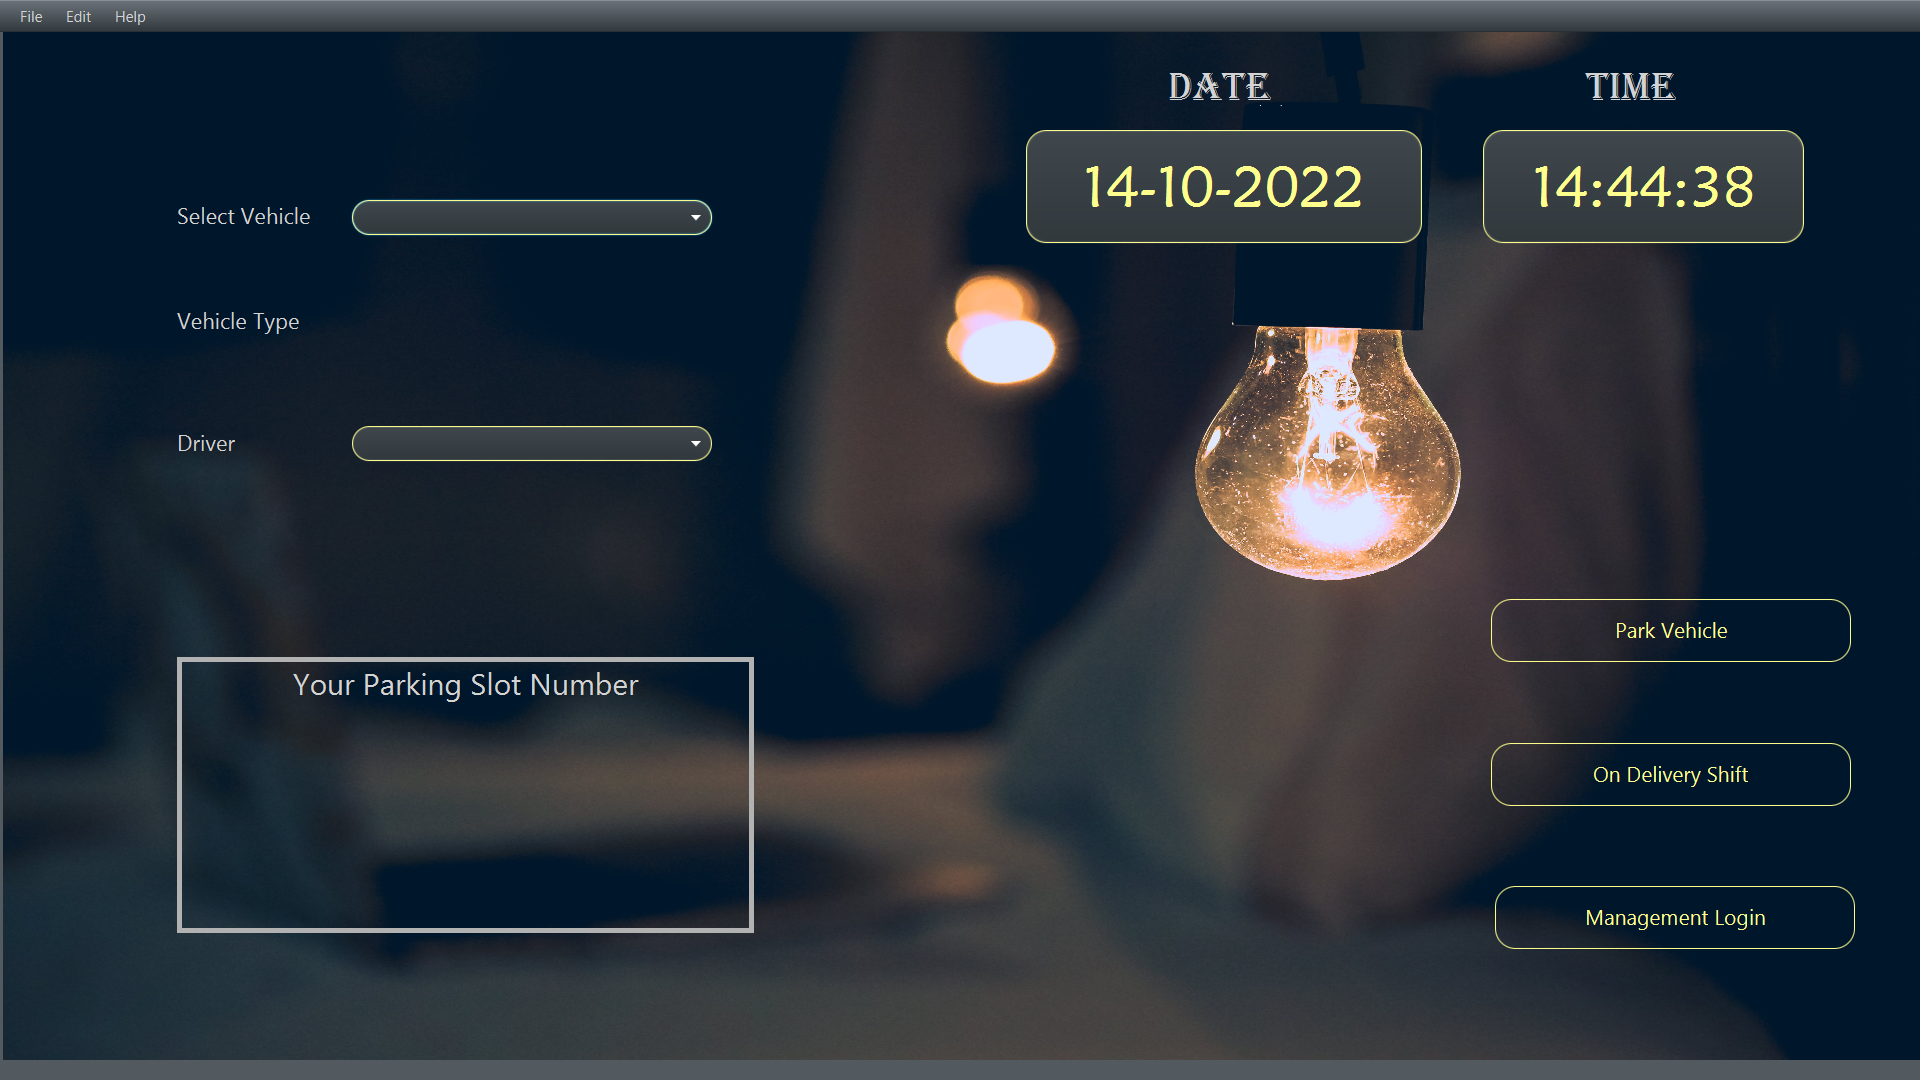 File Edit Help
DATE
TIME
14-10-2022
14:44:38
Select Vehicle
Vehicle Type
Driver
Your Parking Slot Number
Park Vehicle
On Delivery Shift
Management Login